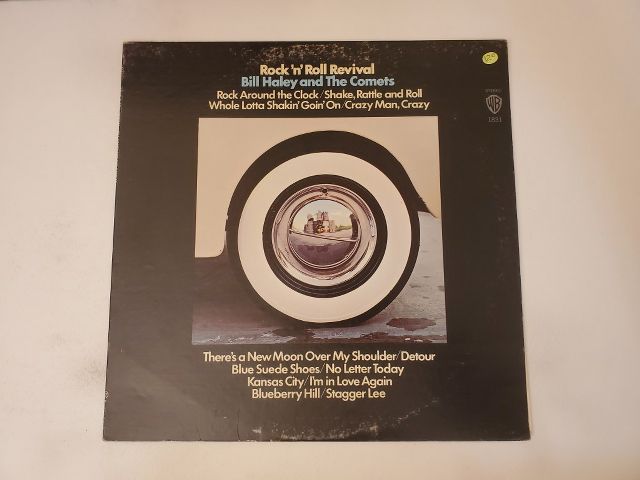 Rock 'n' Roll Revival
Bill Haley and The Comets
Rock Around the Clock/Shake, Rattle and Roll
Whole Lotta Shakin' Goin' On/Crazy Man, Crazy
STEREO
WB
1831
There's a New Moon Over My Shoulder/Detour
Blue Suede Shoes/No Letter Today
Kansas City/I'm in Love Again
Blueberry Hill/Stagger Lee